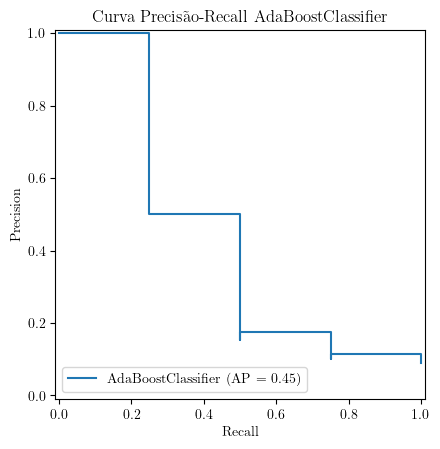 Curva Precisão-Recall AdaBoostClassifier
1.0
0.8
0.6
0.4
0.2
0.0
Precision
AdaBoostClassifier (AP = 0.45)
0.0 0.2 0.4 0.6 0.8 1.0
Recall